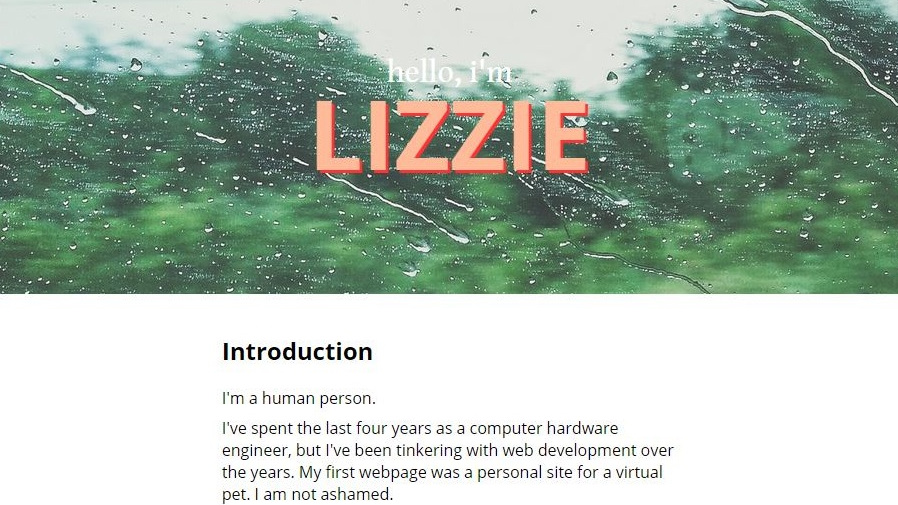 hello, i'm
LIZZIE
Introduction
I'm a human person.
I've spent the last four years as a computer hardware
engineer, but I've been tinkering with web development over
the years. My first webpage was a personal site for a virtual
pet. I am not ashamed.